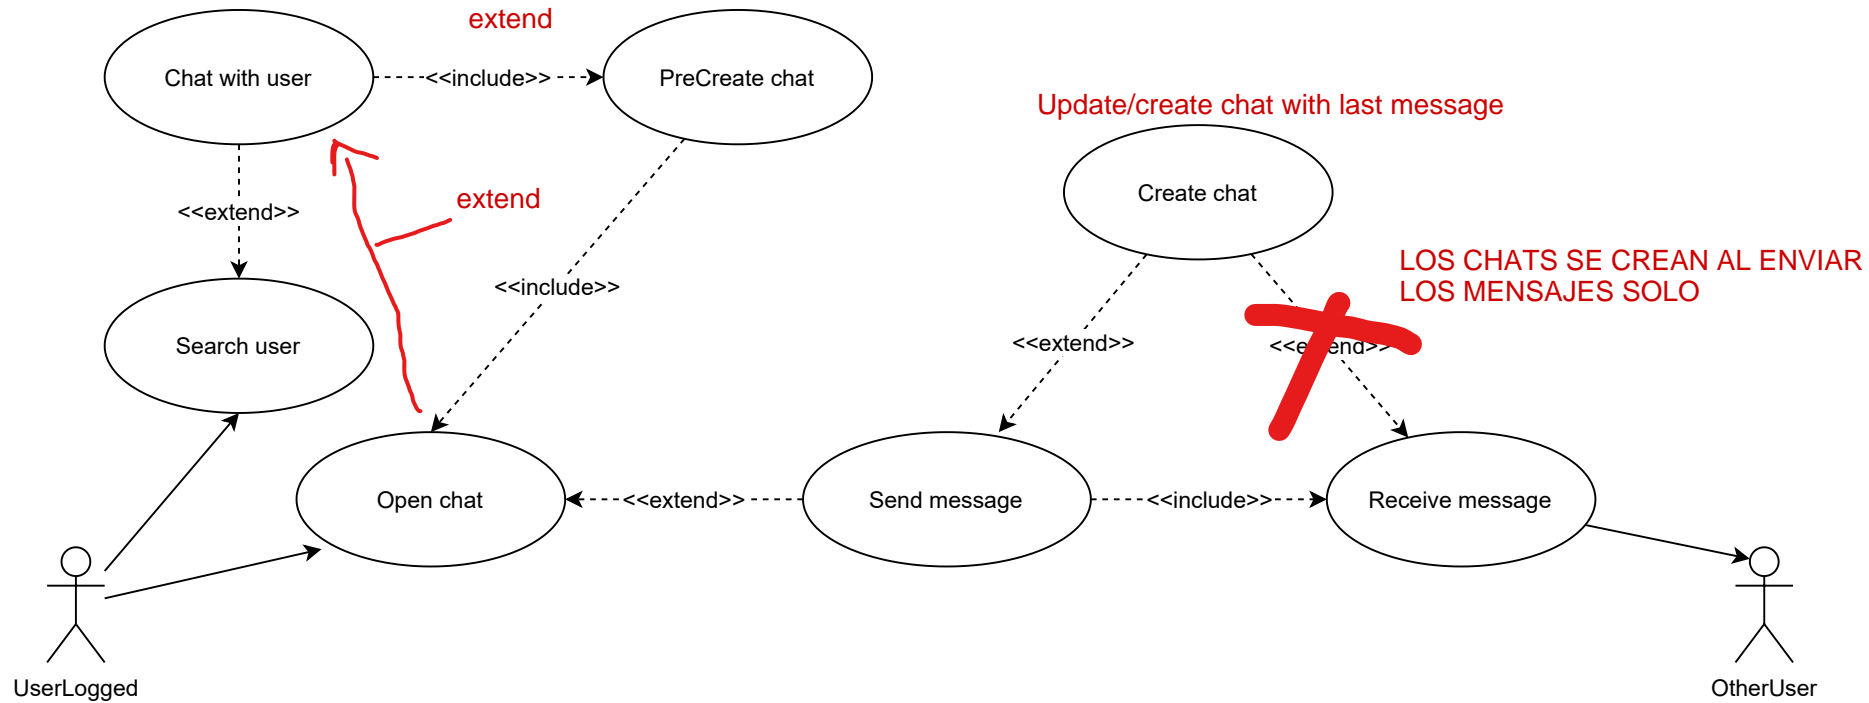 extend
Chat with user
<<include>>
PreCreate chat
Update/create chat with last message
Create chat
extend
<<extend>>
LOS CHATS SE CREAN AL ENVIAR
LOS MENSAJES SOLO
<<include>>
Search user
<<extend>>
<<extend>>
Open chat
<<extend>>
Send message
<<include>>
Receive message
UserLogged
OtherUser